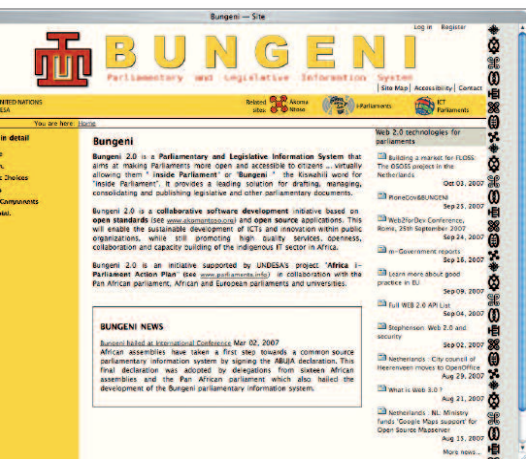 Bungeni — Site
Log in Register
BUNGENI
Parliamentary and Legislative Information System
Site Map| Accessibility| Contact
UNITED NATIONS
Related sites:
Akoma Ntoso
i-Parliaments
ICT Parliaments
You are here: Home
in detail
Choices
Components
Bungeni
Bungeni 2.0 is a Parliamentary and Legislative Information System that
aims at making Parliaments more open and accessible to citizens ... virtually
allowing them " inside Parliament" or "Bungeni " the Kiswahili word for
"inside Parliament". It provides a leading solution for drafting, managing,
consolidating and publishing legislative and other parliamentary documents.
Bungeni 2.0 is a collaborative software development initiative based on
open standards (see www.akomantoso.org) and open source applications. This
will enable the sustainable development of ICTs and innovation within public
organizations, while still promoting high quality services, openness,
collaboration and capacity building of the indigenous IT sector in Africa.
Bungeni 2.0 is an initiative supported by UNDESA's project "Africa i-
Parliament Action Plan" (see www.parliaments.info) in collaboration with the
Pan African parliament, African and European parliaments and universities.
BUNGENI NEWS
Bungeni hailed at International Conference Mar 02, 2007
African assemblies have taken a first step towards a common source
parliamentary information system by signing the ABUJA declaration. This
final declaration was adopted by delegations from sixteen African
assemblies and the Pan African parliament which also hailed the
development of the Bungeni parliamentary information system.
Web 2.0 technologies for
parliaments
Building a market for FLOSS:
The OSOSS project in the
Netherlands
Oct 03, 2007
MoneGov&BUNGENI
Sep 25, 2007
Web2forDev Conference,
Rome, 25th September 2007
Sep 24, 2007
m-Government reports
Sep 16, 2007
Learn more about good
practice in EU
Sep 09, 2007
Full WEB 2.0 API List
Sep 04, 2007
Stephenson: Web 2.0 and
security
Sep 02, 2007
Netherlands : City council of
Heerenveen moves to OpenOffice
Aug 29, 2007
What is Web 3.0 ?
Aug 21, 2007
Netherlands : NL: Ministry
funds 'Google Maps support' for
Open Source Mapserver
Aug 15, 2007
More news...